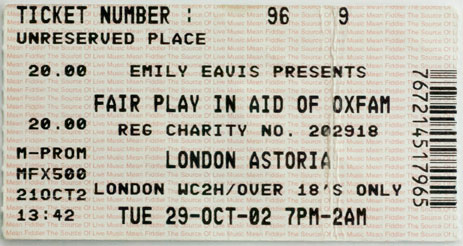 TICKET NUMBER : 96 9
UNRESERVED PLACE
20.00 EMILY EAVIS PRESENTS
FAIR PLAY IN AID OF OXFAM
20.00 REG CHARITY NO. 202918
M-PROM LONDON ASTORIA
MFX500
21OCT2 LONDON WC2H/OVER 18'S ONLY
13:42 TUE 29-OCT-02 7PM-2AM
767214517965